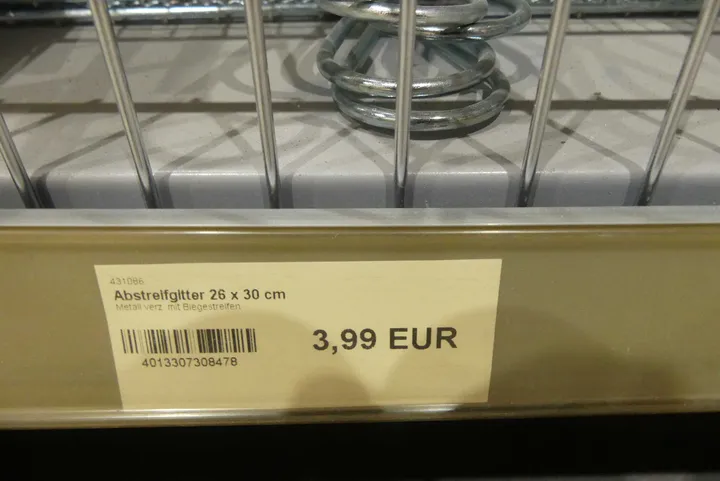 431086
Abstreifgitter 26 x 30 cm
Metall verz. mit Biegestreifen
3,99 EUR
4013307308478